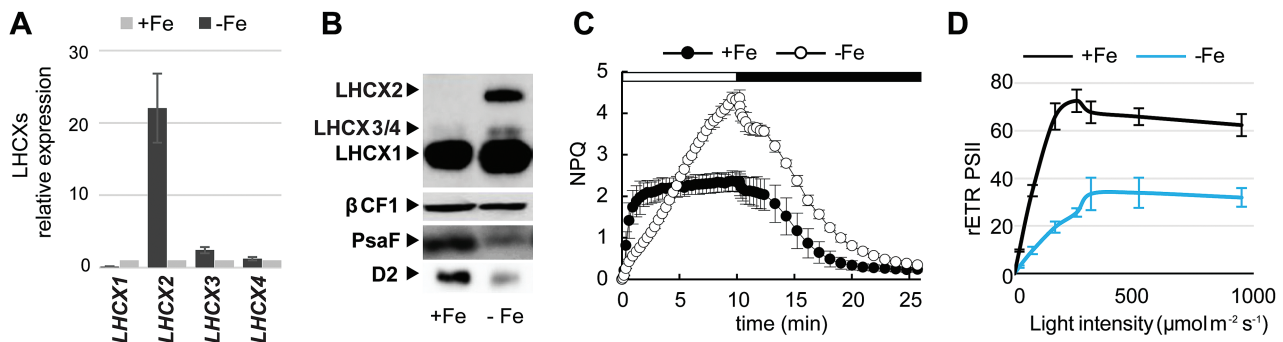 A
+Fe -Fe
LHCXs
relative expression
30
20
10
0
LHCX1
LHCX2
LHCX3
LHCX4
B
LHCX2
LHCX3/4
LHCX1
βCF1
PsaF
D2
+Fe - Fe
C
+Fe -Fe
NPQ
5
4
3
2
1
0
0 5 10 15 20 25
time (min)
D
+Fe -Fe
rETR PSII
80
60
40
20
0
0 500 1000
Light intensity (µmol m⁻² s⁻¹)